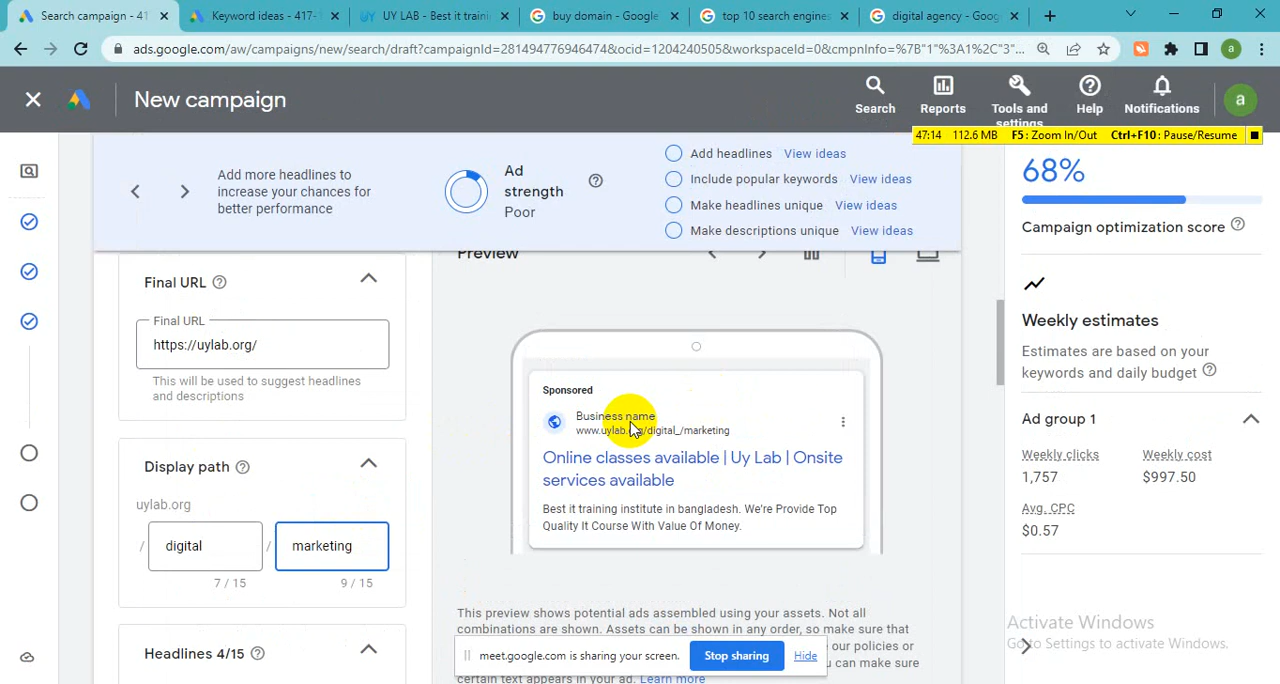 Search campaign - 41
Keyword ideas - 417-1
UY LAB - Best it traini
buy domain - Google
top 10 search engines
digital agency - Goog
ads.google.com/aw/campaigns/new/search/draft?campaignId=281494776946474&ocid=1204240505&workspaceId=0&cmpnInfo=%7B"1"%3A1%2C"3"...
a
New campaign
Search
Reports
Tools and
settings
Help
Notifications
a
47:14 112.6 MB F5: Zoom In/Out Ctrl+F10: Pause/Resume
Add more headlines to
increase your chances for
better performance
Ad
strength
Poor
Add headlines View ideas
Include popular keywords View ideas
Make headlines unique View ideas
Make descriptions unique View ideas
68%
Campaign optimization score
Weekly estimates
Estimates are based on your
keywords and daily budget
Ad group 1
Weekly clicks
Weekly cost
1,757
$997.50
Avg. CPC
$0.57
Final URL
Final URL
https://uylab.org/
This will be used to suggest headlines
and descriptions
Display path
uylab.org
/ digital / marketing
7 / 15
9 / 15
Headlines 4/15
Preview
Sponsored
Business name
www.uylab.org/digital_/marketing
Online classes available | Uy Lab | Onsite
services available
Best it training institute in bangladesh. We're Provide Top
Quality It Course With Value Of Money.
This preview shows potential ads assembled using your assets. Not all
combinations are shown. Assets can be shown in any order, so make sure that
our policies or
u can make sure
certain text appears in your ad. Learn more
meet.google.com is sharing your screen.
Stop sharing
Hide
Activate Windows
Go to Settings to activate Windows.